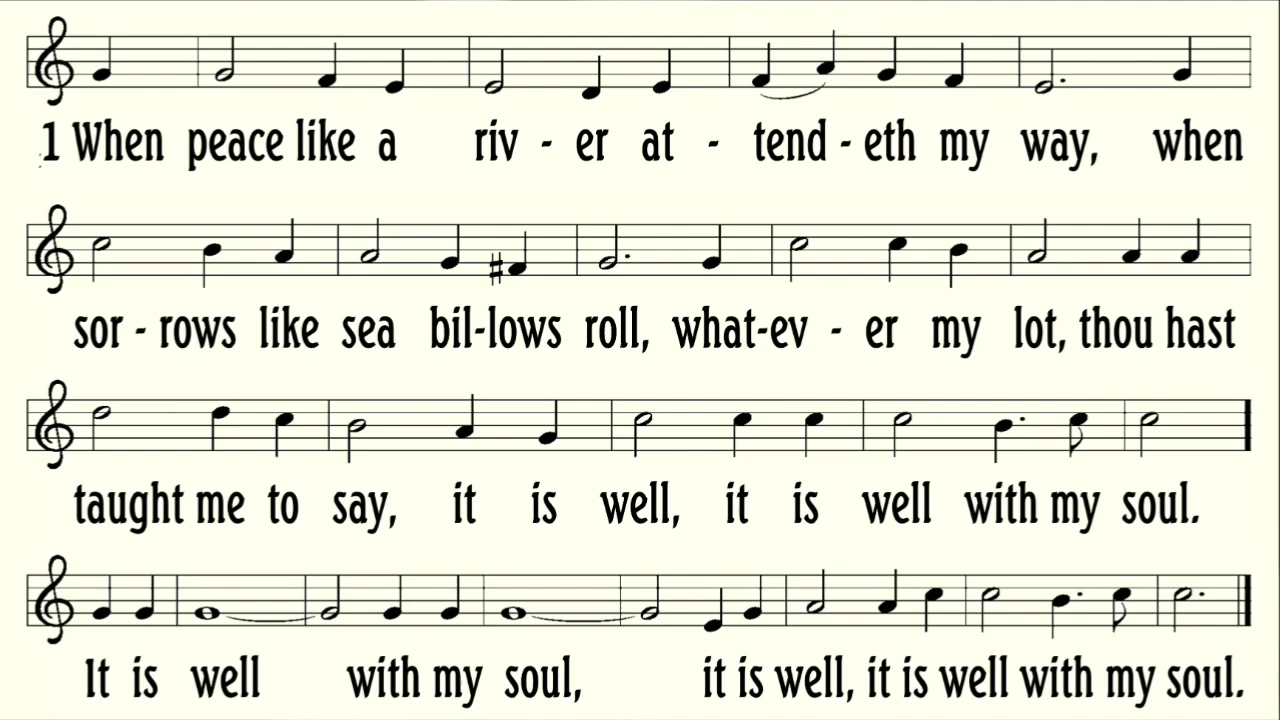 1 When peace like a riv - er at - tend - eth my way, when
sor - rows like sea bil-lows roll, what-ev - er my lot, thou hast
taught me to say, it is well, it is well with my soul.
It is well with my soul, it is well, it is well with my soul.